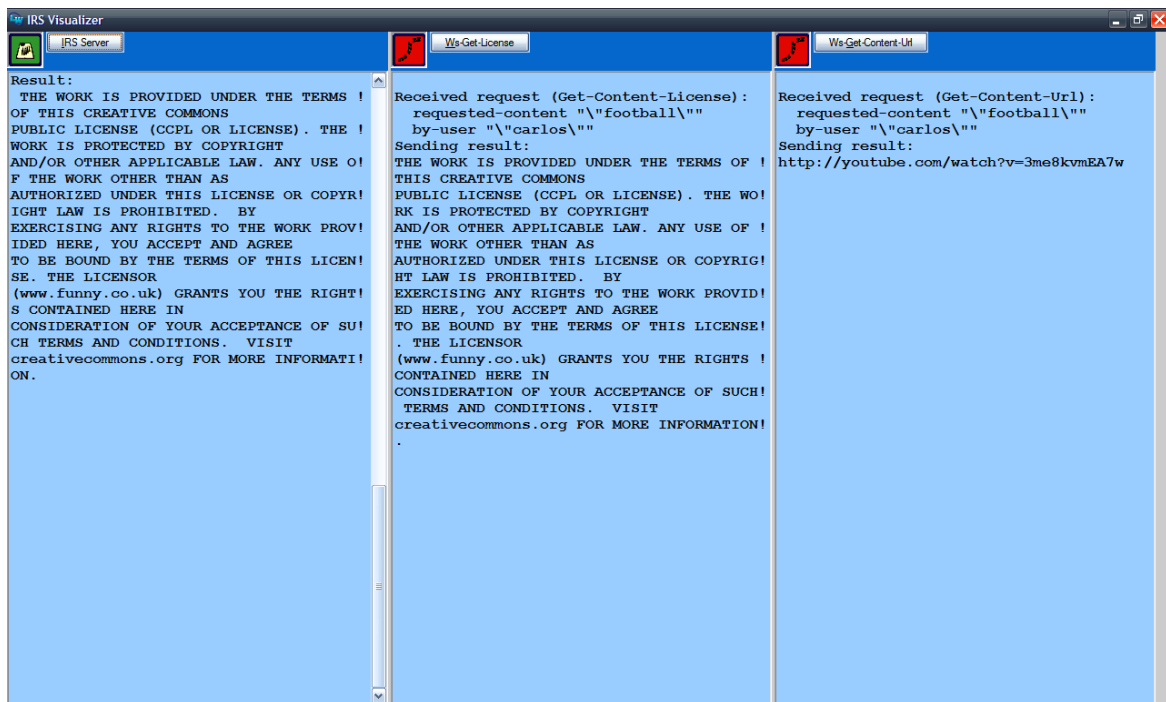 IRS Visualizer
IRS Server
Result:
THE WORK IS PROVIDED UNDER THE TERMS !
OF THIS CREATIVE COMMONS
PUBLIC LICENSE (CCPL OR LICENSE). THE !
WORK IS PROTECTED BY COPYRIGHT
AND/OR OTHER APPLICABLE LAW. ANY USE O!
F THE WORK OTHER THAN AS
AUTHORIZED UNDER THIS LICENSE OR COPYR!
IGHT LAW IS PROHIBITED.  BY
EXERCISING ANY RIGHTS TO THE WORK PROV!
IDED HERE, YOU ACCEPT AND AGREE
TO BE BOUND BY THE TERMS OF THIS LICEN!
SE. THE LICENSOR
(www.funny.co.uk) GRANTS YOU THE RIGHT!
S CONTAINED HERE IN
CONSIDERATION OF YOUR ACCEPTANCE OF SU!
CH TERMS AND CONDITIONS.  VISIT
creativecommons.org FOR MORE INFORMATI!
ON.
Ws-Get-License
Received request (Get-Content-License):
requested-content "\"football\""
by-user "\"carlos\""
Sending result:
THE WORK IS PROVIDED UNDER THE TERMS OF !
THIS CREATIVE COMMONS
PUBLIC LICENSE (CCPL OR LICENSE). THE WO!
RK IS PROTECTED BY COPYRIGHT
AND/OR OTHER APPLICABLE LAW. ANY USE OF !
THE WORK OTHER THAN AS
AUTHORIZED UNDER THIS LICENSE OR COPYRIG!
HT LAW IS PROHIBITED.  BY
EXERCISING ANY RIGHTS TO THE WORK PROVID!
ED HERE, YOU ACCEPT AND AGREE
TO BE BOUND BY THE TERMS OF THIS LICENSE!
. THE LICENSOR
(www.funny.co.uk) GRANTS YOU THE RIGHTS !
CONTAINED HERE IN
CONSIDERATION OF YOUR ACCEPTANCE OF SUCH!
TERMS AND CONDITIONS.  VISIT
creativecommons.org FOR MORE INFORMATION!
.
Ws-Get-Content-Url
Received request (Get-Content-Url):
requested-content "\"football\""
by-user "\"carlos\""
Sending result:
http://youtube.com/watch?v=3me8kvmEA7w